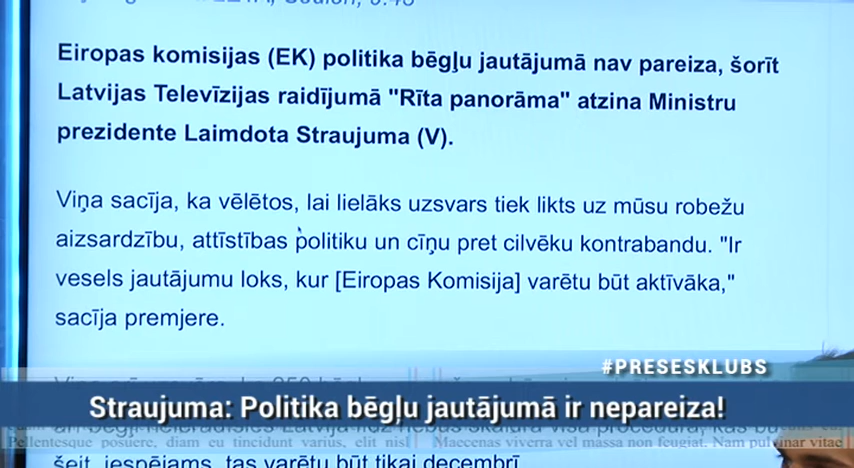 Eiropas komisijas (EK) politika bēgļu jautājumā nav pareiza, šorīt
Latvijas Televīzijas raidījumā "Rīta panorāma" atzina Ministru
prezidente Laimdota Straujuma (V).
Viņa sacīja, ka vēlētos, lai lielāks uzsvars tiek likts uz mūsu robežu
aizsardzību, attīstības politiku un cīņu pret cilvēku kontrabandu. "Ir
vesels jautājumu loks, kur [Eiropas Komisija] varētu būt aktīvāka,"
sacīja premjere.
#PRESESKLUBS
Straujuma: Politika bēgļu jautājumā ir nepareiza!
Pellentesque posuere, diam eu tincidunt varius, elit nisl
Maecenas viverra vel massa non feugiat. Nam pulvinar vitae
šeit, iespējams, tas varētu būt tikai decembrī